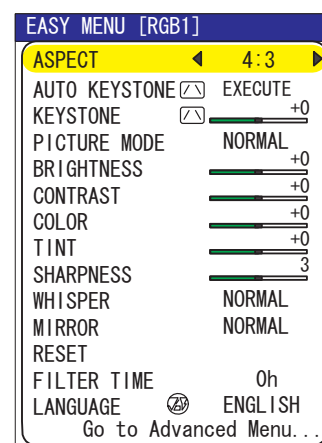 EASY MENU [RGB1]
ASPECT 4:3
AUTO KEYSTONE EXECUTE
KEYSTONE +0
PICTURE MODE NORMAL
BRIGHTNESS +0
CONTRAST +0
COLOR +0
TINT +0
SHARPNESS 3
WHISPER NORMAL
MIRROR NORMAL
RESET
FILTER TIME 0h
LANGUAGE ENGLISH
Go to Advanced Menu...